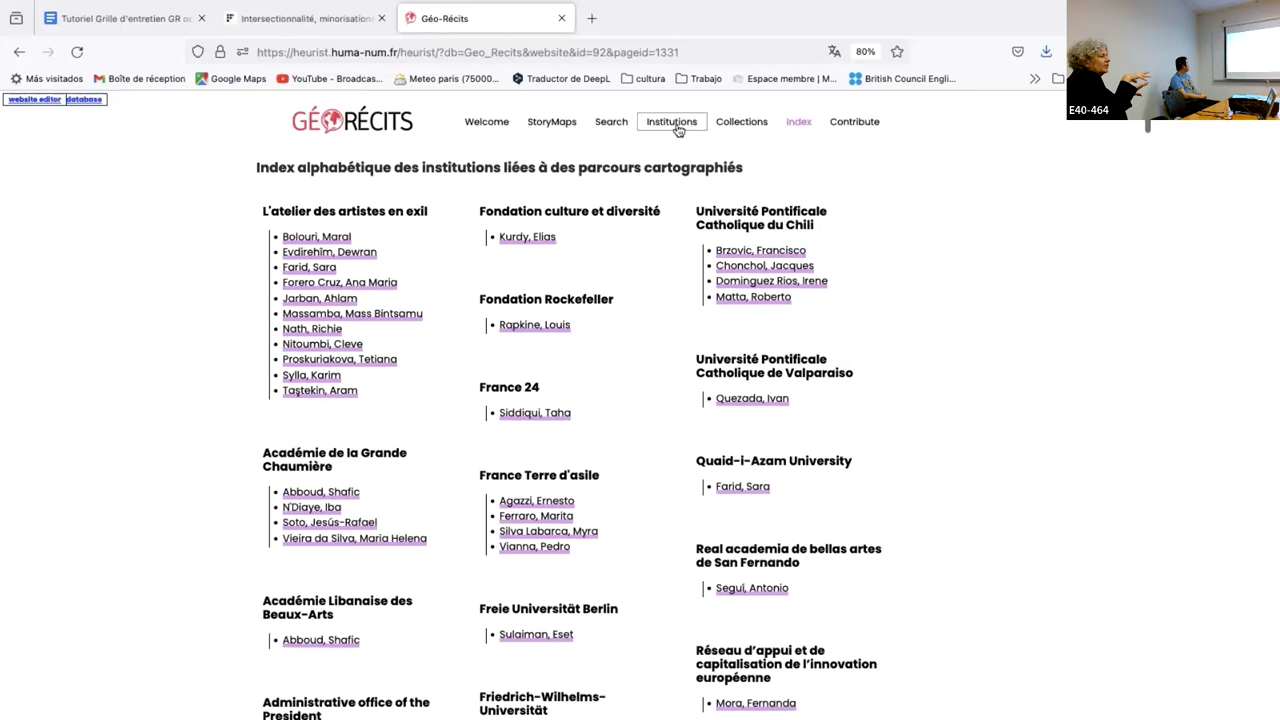 Tutoriel Grille d'entretien GR
Intersectionnalité, minorisation
Géo-Récits
https://heurist.huma-num.fr/heurist/?db=Geo_Recits&website&id=92&pageid=1331
80%
Más visitados
Boîte de réception
Google Maps
YouTube - Broadcas…
Meteo paris (75000…
Traductor de DeepL
cultura
Trabajo
Espace membre | M…
British Council Engli…
website editor
database
E40-464
GÉORÉCITS
Welcome
StoryMaps
Search
Institutions
Collections
Index
Contribute
Index alphabétique des institutions liées à des parcours cartographiés
L'atelier des artistes en exil
Bolouri, Maral
Evdirehîm, Dewran
Farid, Sara
Forero Cruz, Ana Maria
Jarban, Ahlam
Massamba, Mass Bintsamu
Nath, Richie
Nitoumbi, Cleve
Proskuriakova, Tetiana
Sylla, Karim
Taştekin, Aram
Académie de la Grande
Chaumière
Abboud, Shafic
N'Diaye, Iba
Soto, Jesús-Rafael
Vieira da Silva, Maria Helena
Académie Libanaise des
Beaux-Arts
Abboud, Shafic
Administrative office of the
President
Fondation culture et diversité
Kurdy, Elias
Fondation Rockefeller
Rapkine, Louis
France 24
Siddiqui, Taha
France Terre d'asile
Agazzi, Ernesto
Ferraro, Marita
Silva Labarca, Myra
Vianna, Pedro
Freie Universität Berlin
Sulaiman, Eset
Friedrich-Wilhelms-
Universität
Université Pontificale
Catholique du Chili
Brzovic, Francisco
Chonchol, Jacques
Dominguez Rios, Irene
Matta, Roberto
Université Pontificale
Catholique de Valparaiso
Quezada, Ivan
Quaid-i-Azam University
Farid, Sara
Real academia de bellas artes
de San Fernando
Seguí, Antonio
Réseau d’appui et de
capitalisation de l’innovation
européenne
Mora, Fernanda